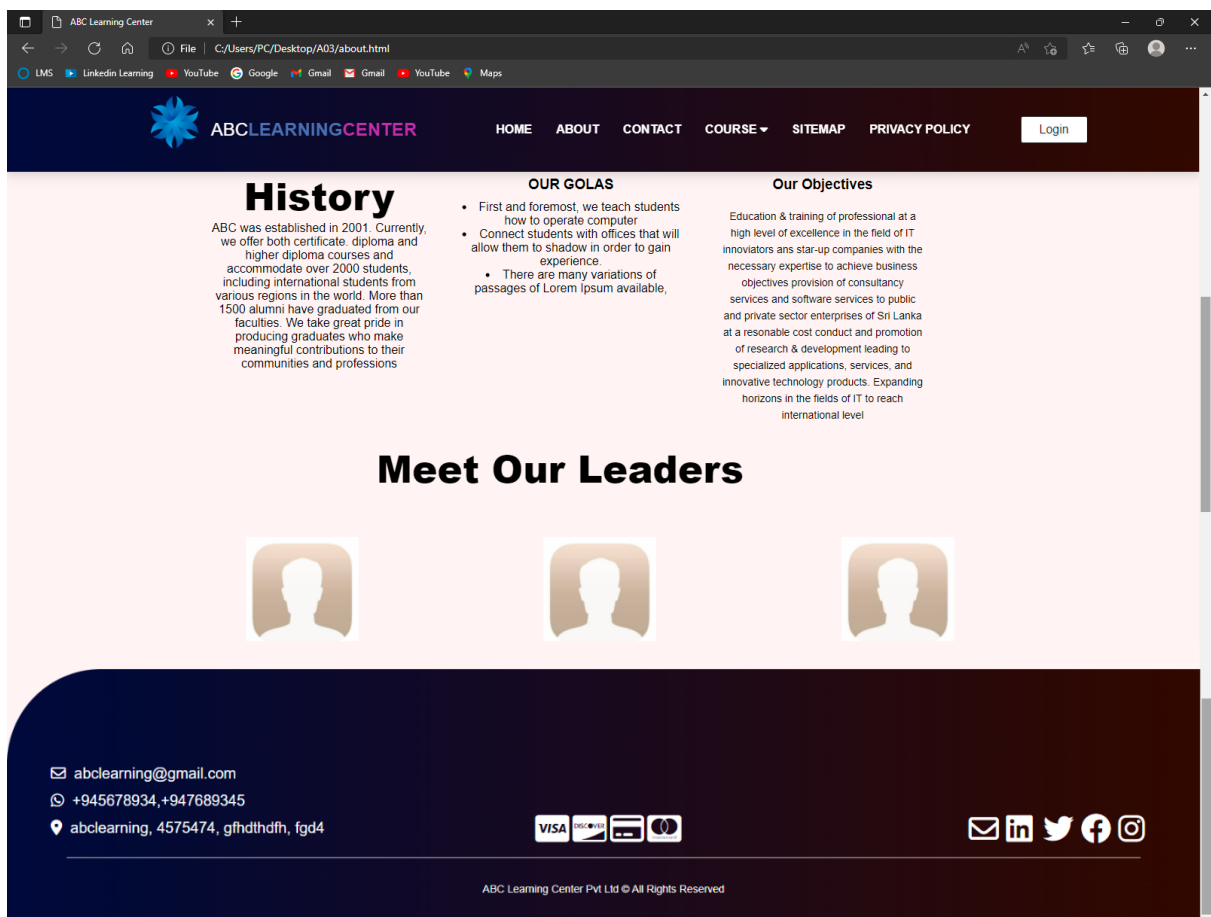 ABC Learning Center
File | C:/Users/PC/Desktop/A03/about.html
LMS Linkedin Learning YouTube Google Gmail Gmail YouTube Maps
ABCLEARNINGCENTER
HOME ABOUT CONTACT COURSE SITEMAP PRIVACY POLICY Login
History
ABC was established in 2001. Currently,
we offer both certificate. diploma and
higher diploma courses and
accommodate over 2000 students,
including international students from
various regions in the world. More than
1500 alumni have graduated from our
faculties. We take great pride in
producing graduates who make
meaningful contributions to their
communities and professions
OUR GOLAS
• First and foremost, we teach students
how to operate computer
• Connect students with offices that will
allow them to shadow in order to gain
experience.
• There are many variations of
passages of Lorem Ipsum available,
Our Objectives
Education & training of professional at a
high level of excellence in the field of IT
innoviators ans star-up companies with the
necessary expertise to achieve business
objectives provision of consultancy
services and software services to public
and private sector enterprises of Sri Lanka
at a resonable cost conduct and promotion
of research & development leading to
specialized applications, services, and
innovative technology products. Expanding
horizons in the fields of IT to reach
international level
Meet Our Leaders
abclearning@gmail.com
+945678934,+947689345
abclearning, 4575474, gfhdthdfh, fgd4
VISA DISCOVER
ABC Learning Center Pvt Ltd © All Rights Reserved